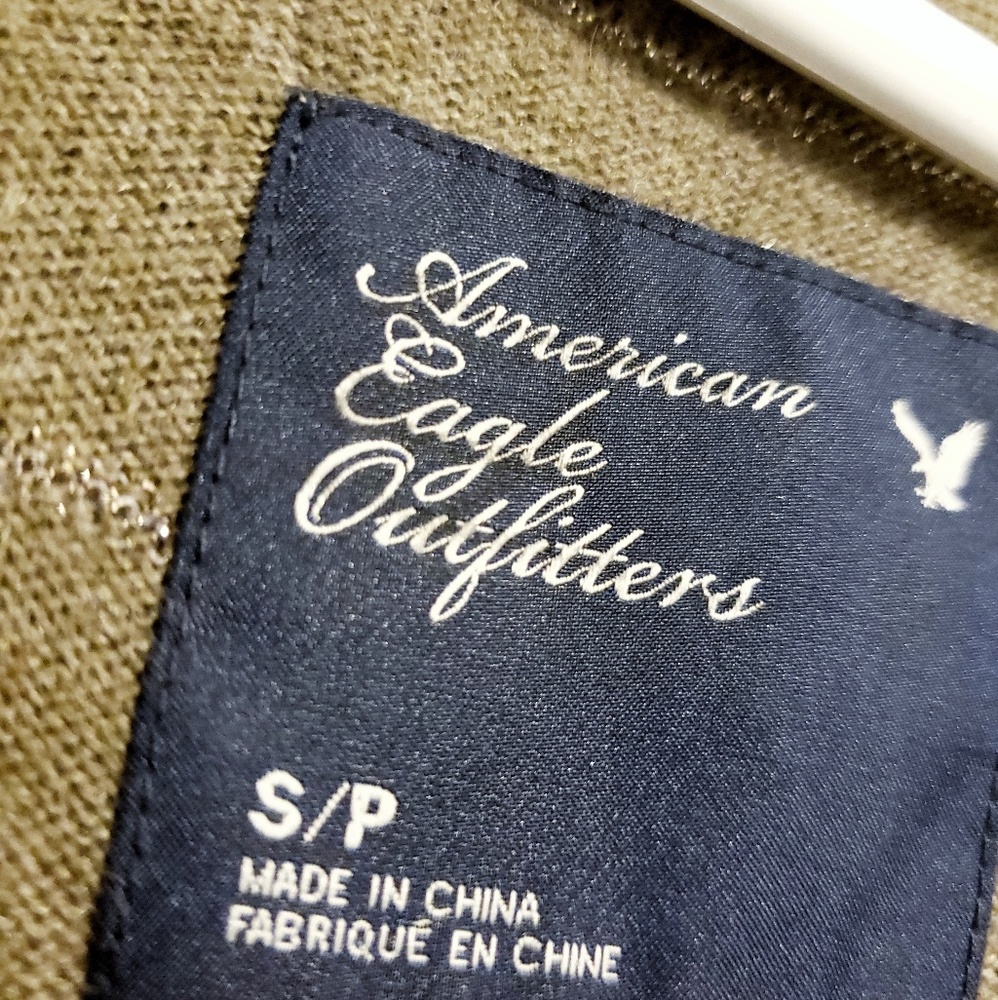 American
Eagle
Outfitters
S/P
MADE IN CHINA
FABRIQUÉ EN CHINE